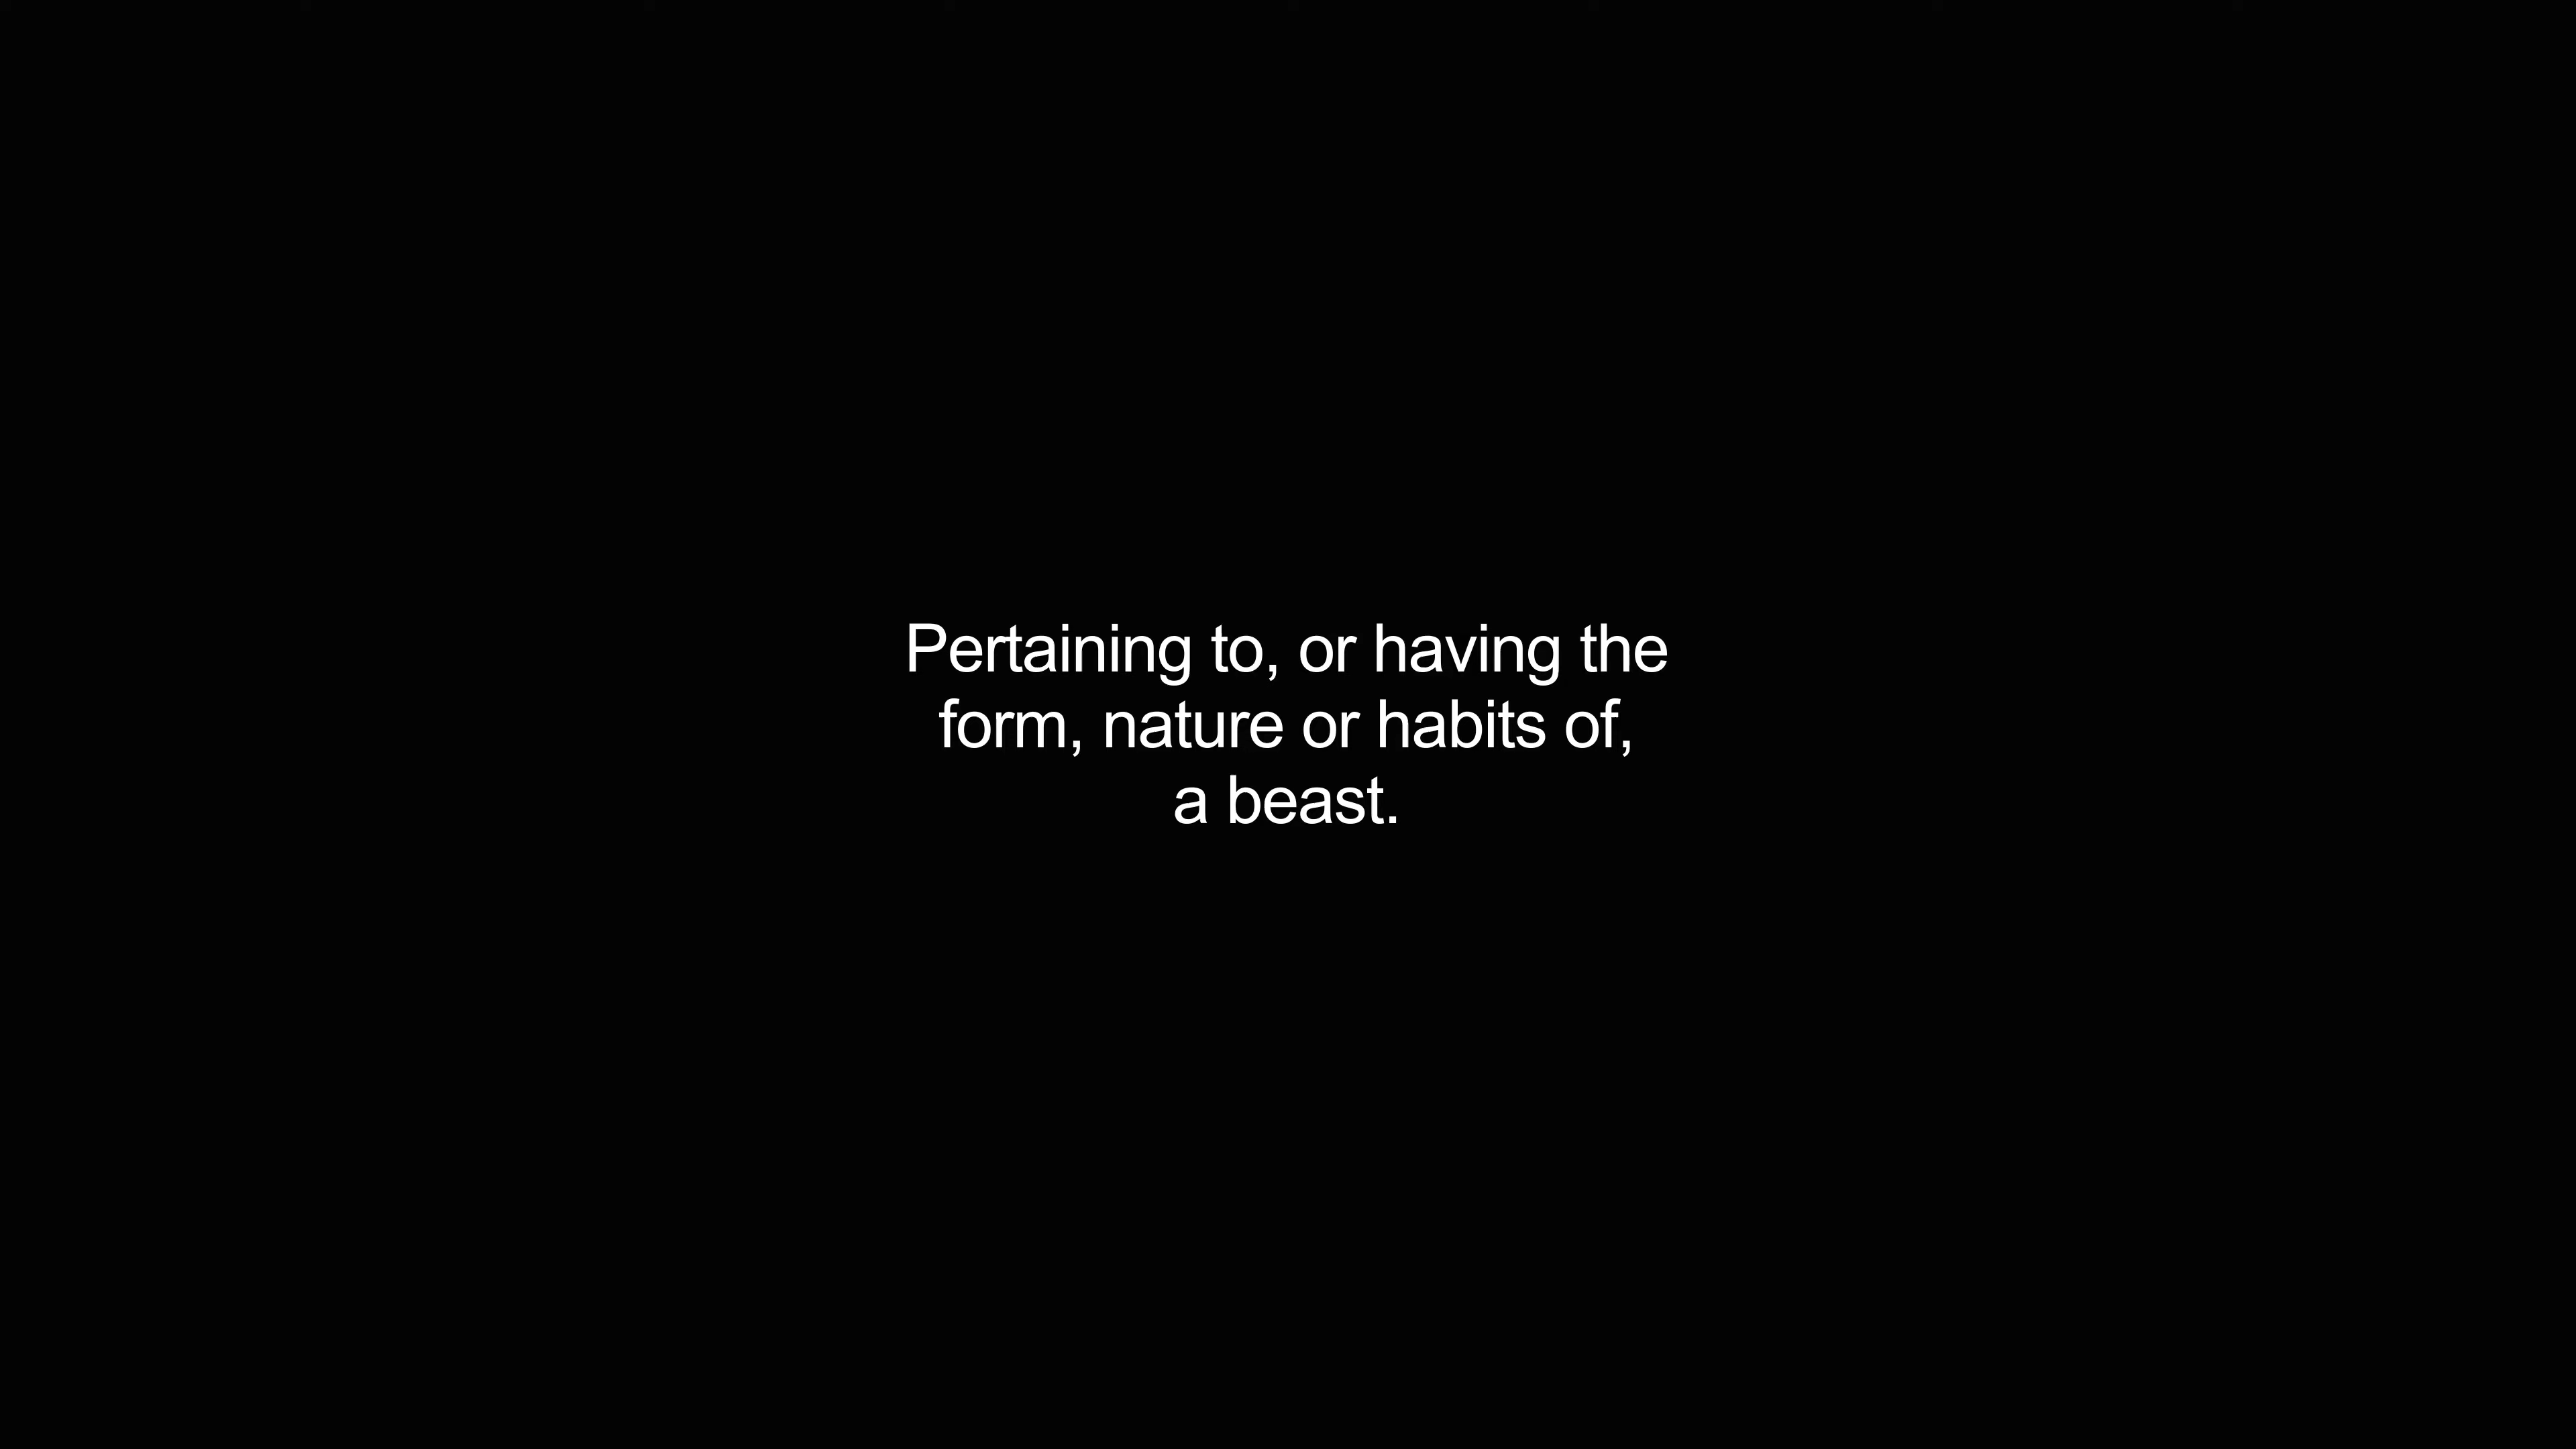 Pertaining to, or having the
form, nature or habits of,
a beast.